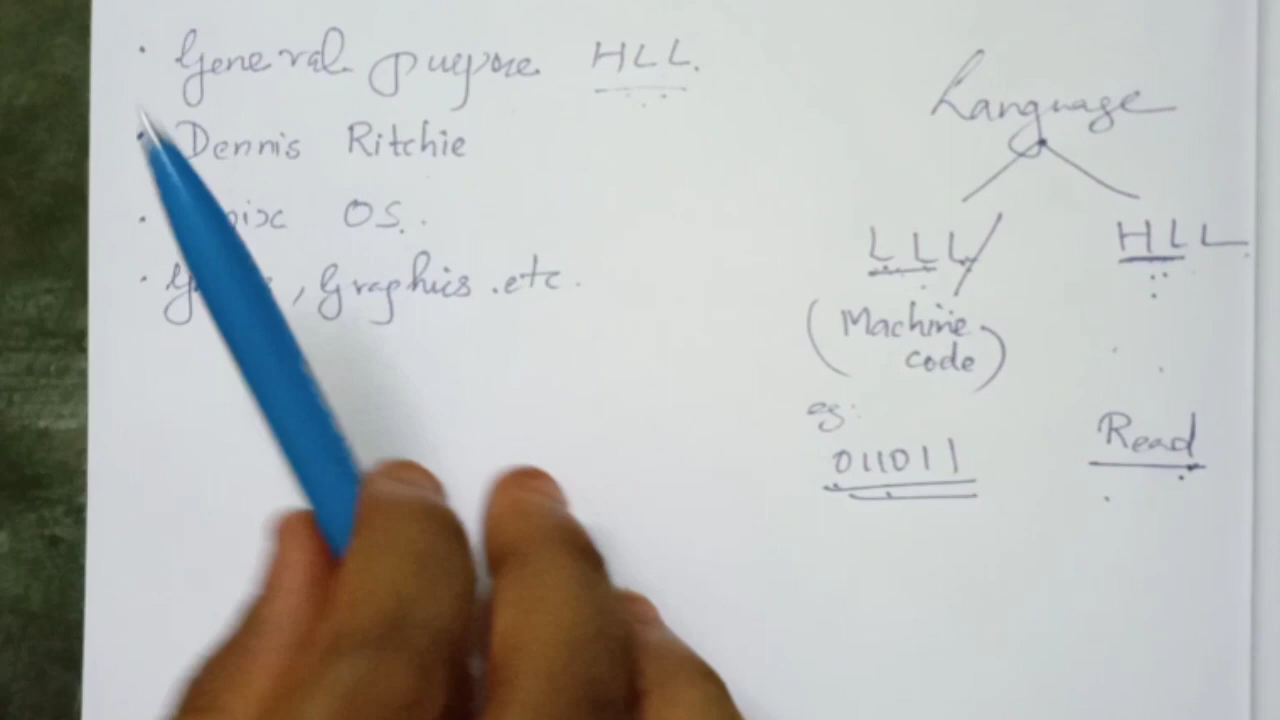 General purpose HLL.
Dennis Ritchie
OS.
, Graphics .etc.
Language
LLL HLL
(Machine code)
eg:
011011
Read